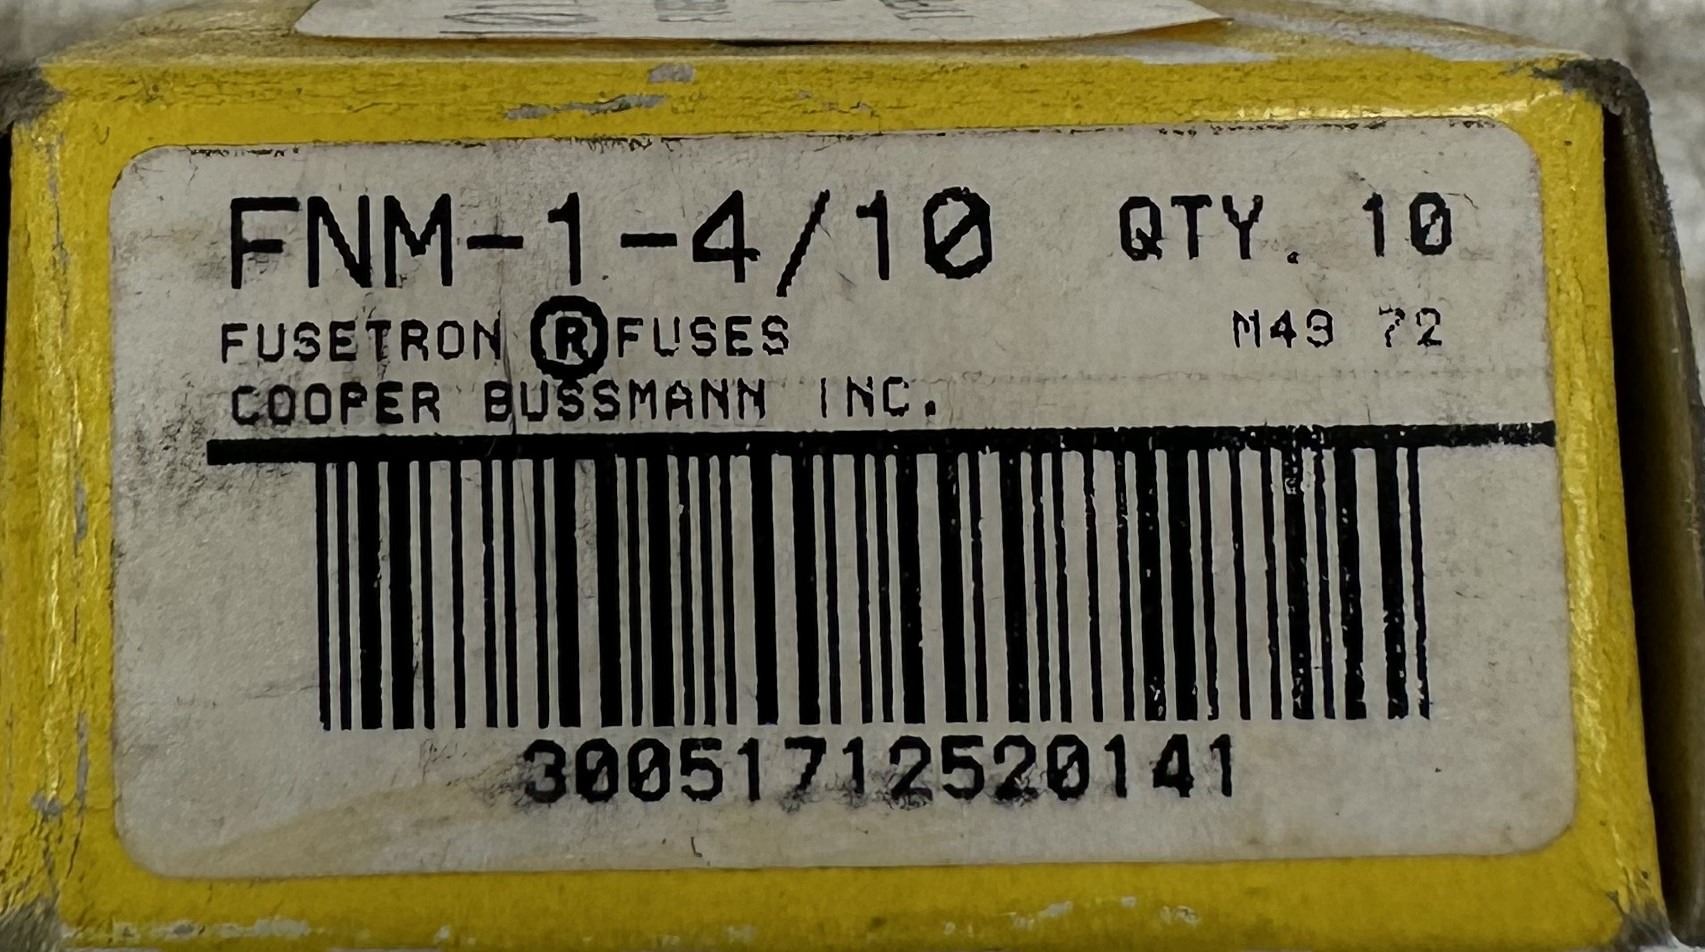 FNM-1-4/10 QTY. 10
FUSETRON ® FUSES M49 72
COOPER BUSSMANN INC.
30051712520141